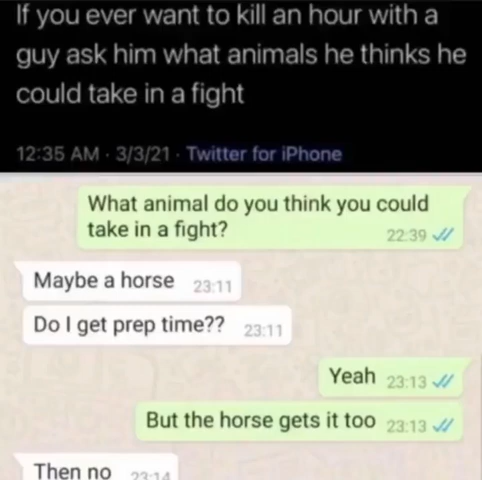 If you ever want to kill an hour with a
guy ask him what animals he thinks he
could take in a fight
12:35 AM · 3/3/21 · Twitter for iPhone
What animal do you think you could
take in a fight? 22:39
Maybe a horse 23:11
Do I get prep time?? 23:11
Yeah 23:13
But the horse gets it too 23:13
Then no 23:14